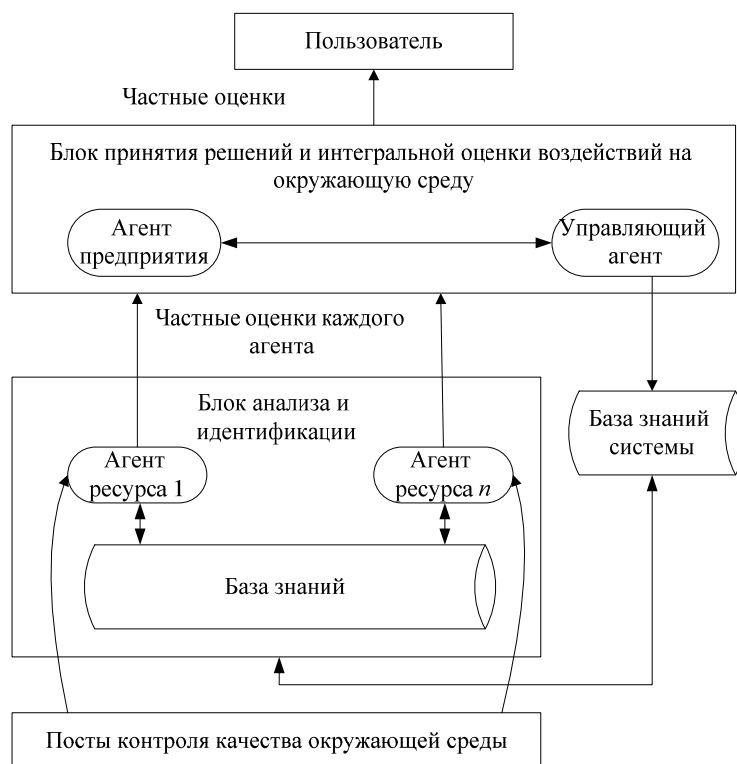 Пользователь
Частные оценки
Блок принятия решений и интегральной оценки воздействий на
окружающую среду
Агент
предприятия
Управляющий
агент
Частные оценки каждого
агента
Блок анализа и
идентификации
База знаний
системы
Агент
ресурса 1
Агент
ресурса n
База знаний
Посты контроля качества окружающей среды